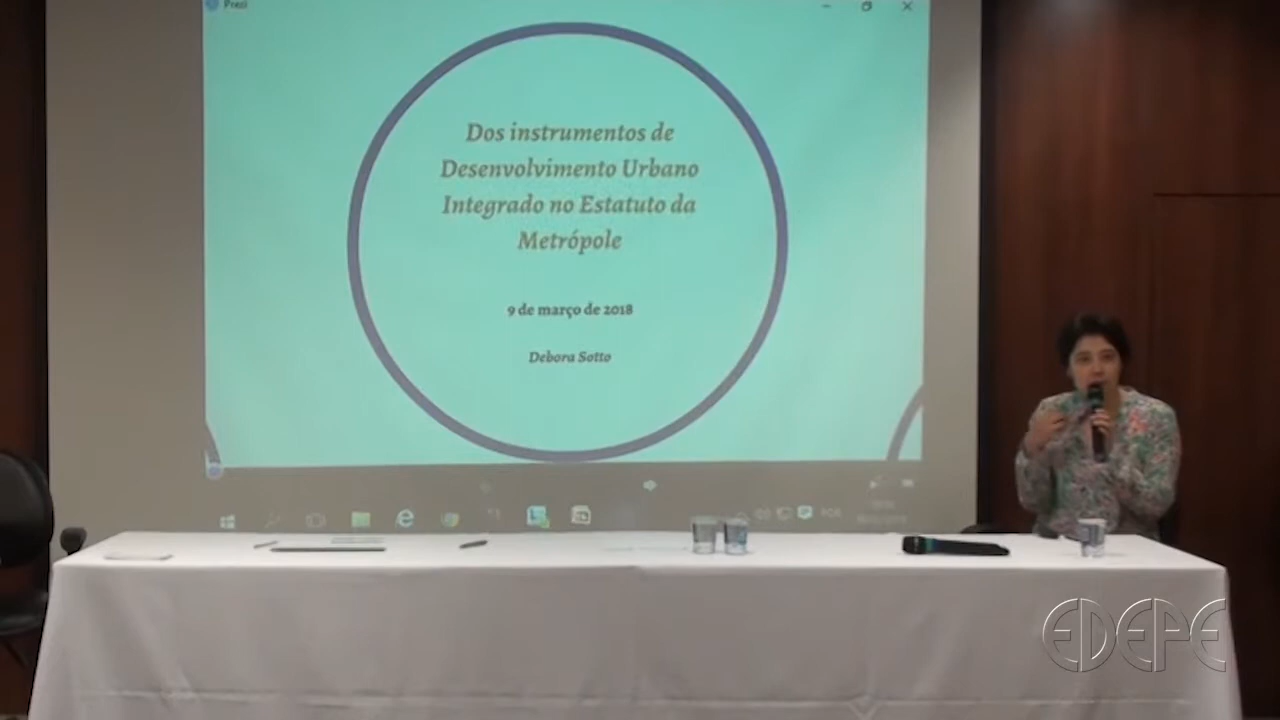 Prezi
Dos instrumentos de
Desenvolvimento Urbano
Integrado no Estatuto da
Metrópole
9 de março de 2018
Debora Sotto
POR
EDEPE